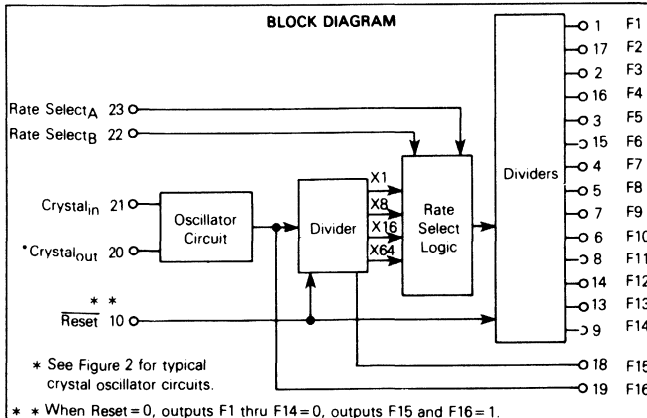 BLOCK DIAGRAM
1 F1
17 F2
2 F3
16 F4
3 F5
15 F6
4 F7
5 F8
7 F9
6 F10
8 F11
14 F12
13 F13
9 F14
18 F15
19 F16
Rate SelectA 23
Rate SelectB 22
Crystalin 21
*Crystalout 20
* *
Reset 10
Oscillator
Circuit
Divider
X1
X8
X16
X64
Rate
Select
Logic
Dividers
* See Figure 2 for typical
crystal oscillator circuits.
* * When Reset=0, outputs F1 thru F14=0, outputs F15 and F16=1.